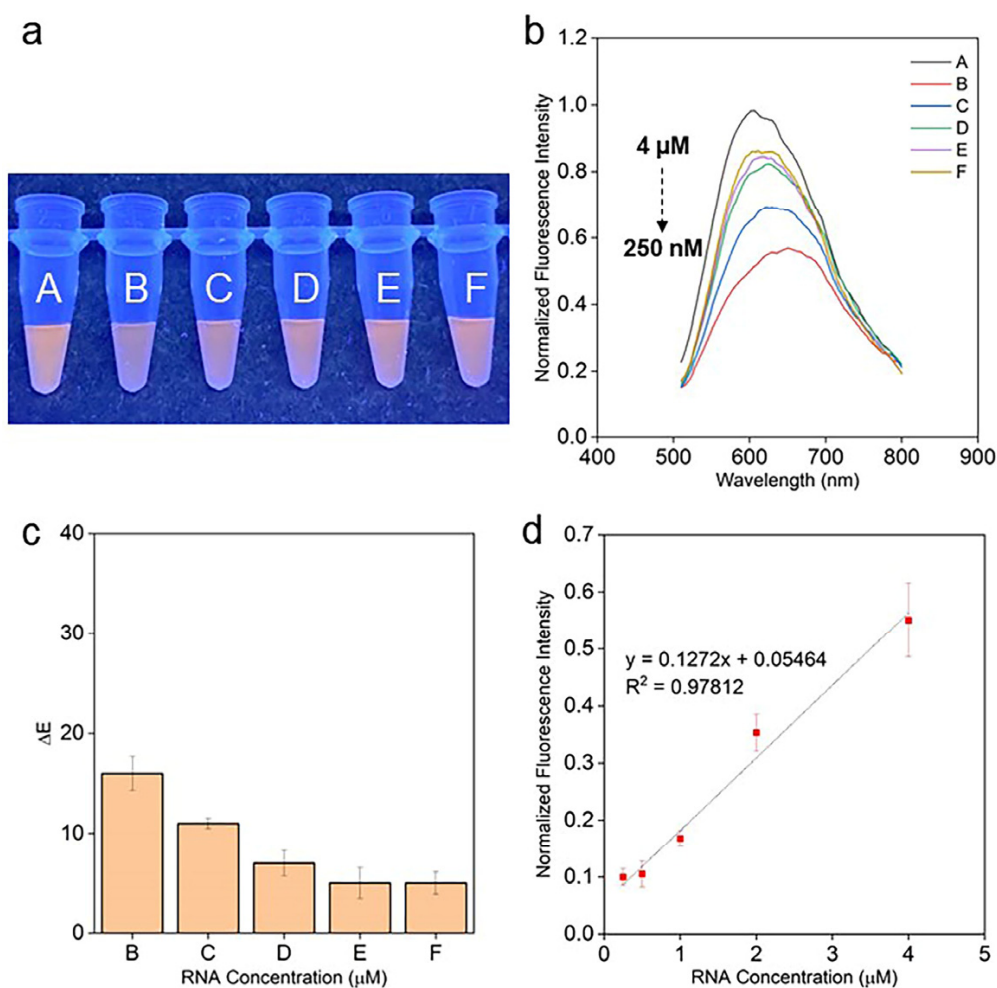 a
A B C D E F
b
1.2
1.0
0.8
0.6
0.4
0.2
0.0
Normalized Fluorescence Intensity
4 µM
250 nM
A
B
C
D
E
F
400 500 600 700 800 900
Wavelength (nm)
c
40
30
20
10
0
ΔE
B C D E F
RNA Concentration (µM)
d
0.7
0.6
0.5
0.4
0.3
0.2
0.1
0.0
Normalized Fluorescence Intensity
y = 0.1272x + 0.05464
R² = 0.97812
0 1 2 3 4 5
RNA Concentration (µM)